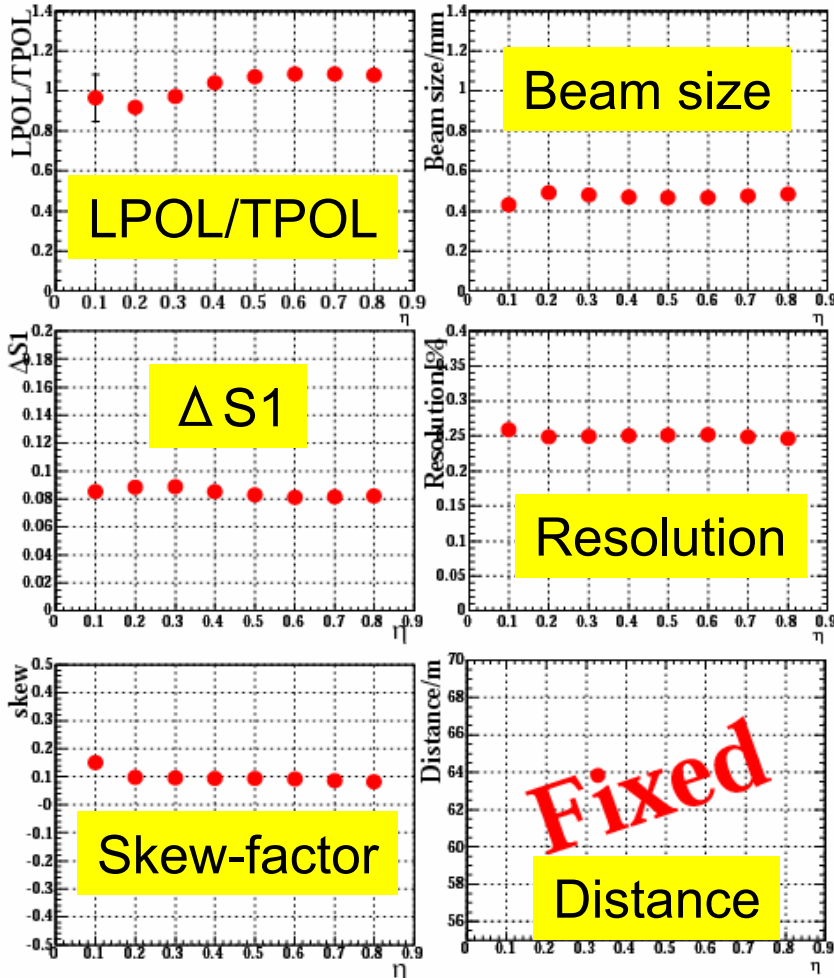 1.4
1.2
1
0.8
0.6
0.4
0.2
0
LPOL/TPOL
LPOL/TPOL
0 0.1 0.2 0.3 0.4 0.5 0.6 0.7 0.8 0.9
η
1.4
1.2
1
0.8
0.6
0.4
0.2
0
Beam size/mm
Beam size
0 0.1 0.2 0.3 0.4 0.5 0.6 0.7 0.8 0.9
η
0.2
0.18
0.16
0.14
0.12
0.1
0.08
0.06
0.04
0.02
0
ΔS1
Δ S1
0 0.1 0.2 0.3 0.4 0.5 0.6 0.7 0.8 0.9
η
0.4
0.35
0.3
0.25
0.2
0.15
0.1
0.05
0
Resolution[%]
Resolution
0 0.1 0.2 0.3 0.4 0.5 0.6 0.7 0.8 0.9
η
0.5
0.4
0.3
0.2
0.1
-0
-0.1
-0.2
-0.3
-0.4
-0.5
skew
Skew-factor
0 0.1 0.2 0.3 0.4 0.5 0.6 0.7 0.8 0.9
η
70
68
66
64
62
60
58
56
Distance/m
Fixed
Distance
0 0.1 0.2 0.3 0.4 0.5 0.6 0.7 0.8 0.9
η